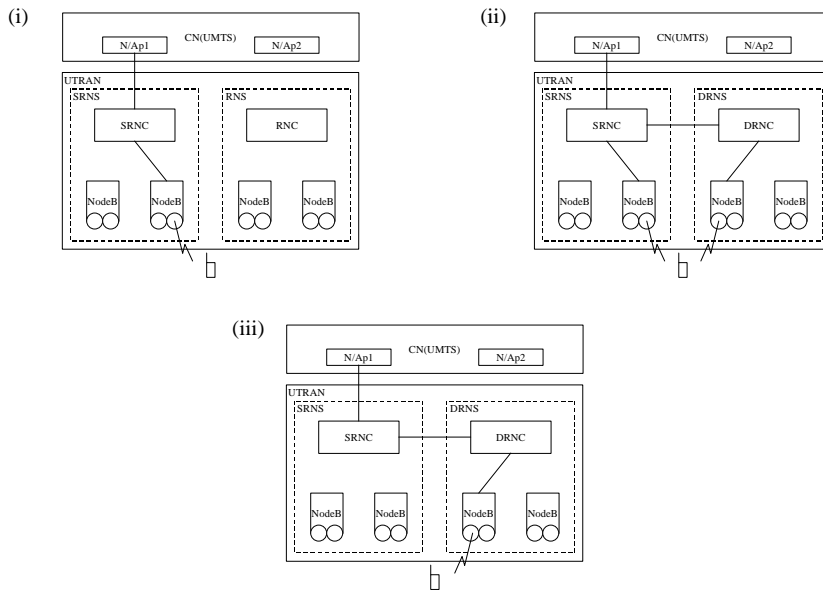 (i)
CN(UMTS)
N/Ap1
N/Ap2
UTRAN
SRNS
RNS
SRNC
RNC
NodeB
NodeB
NodeB
NodeB
(ii)
CN(UMTS)
N/Ap1
N/Ap2
UTRAN
SRNS
DRNS
SRNC
DRNC
NodeB
NodeB
NodeB
NodeB
(iii)
CN(UMTS)
N/Ap1
N/Ap2
UTRAN
SRNS
DRNS
SRNC
DRNC
NodeB
NodeB
NodeB
NodeB